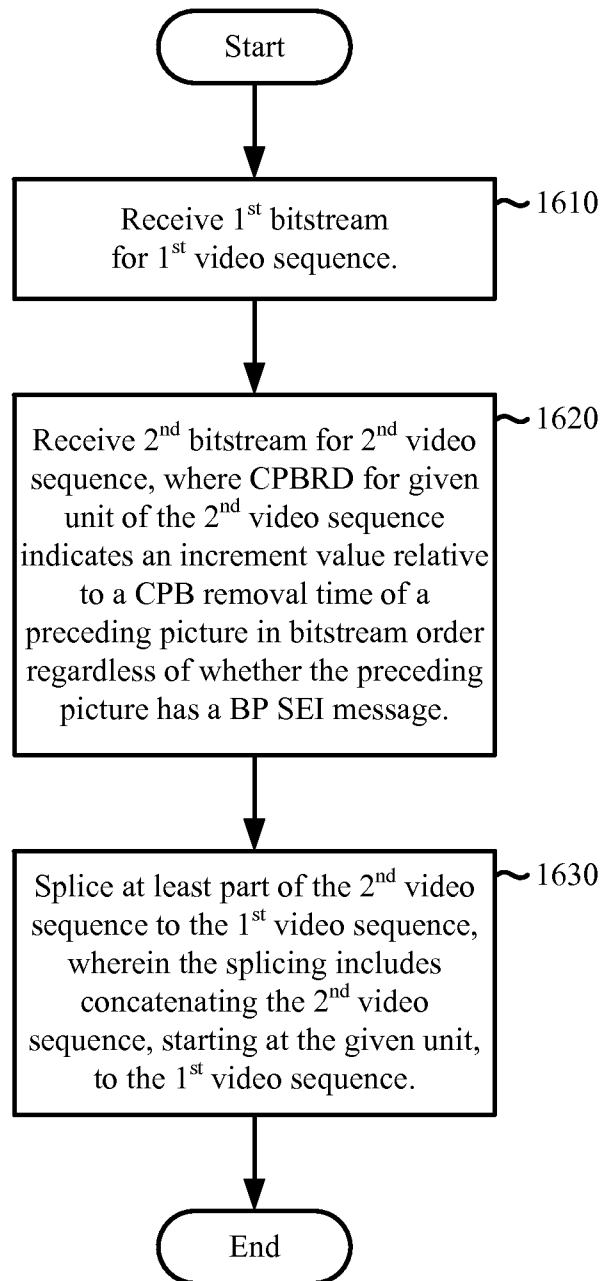 Start
Receive 1st bitstream
for 1st video sequence.
1610
Receive 2nd bitstream for 2nd video
sequence, where CPBRD for given
unit of the 2nd video sequence
indicates an increment value relative
to a CPB removal time of a
preceding picture in bitstream order
regardless of whether the preceding
picture has a BP SEI message.
1620
Splice at least part of the 2nd video
sequence to the 1st video sequence,
wherein the splicing includes
concatenating the 2nd video
sequence, starting at the given unit,
to the 1st video sequence.
1630
End